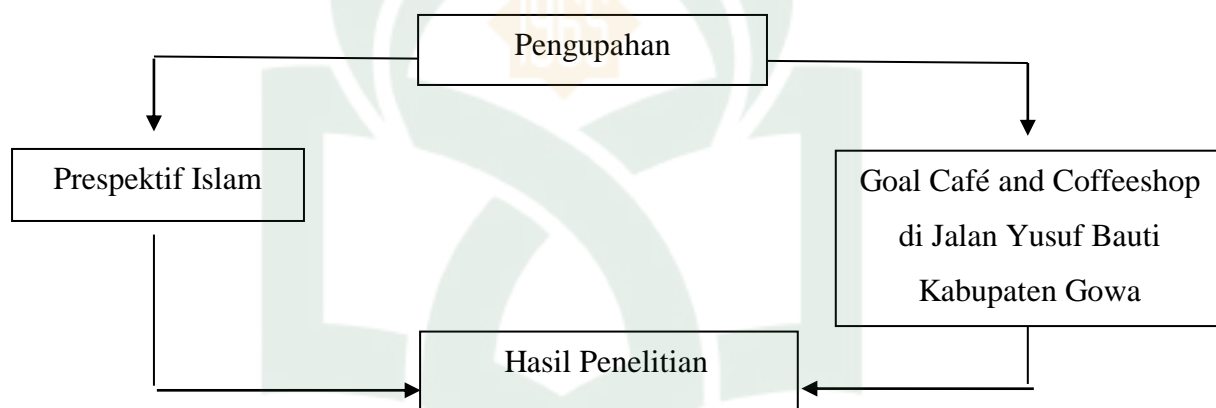 Pengupahan
Prespektif Islam
Goal Café and Coffeeshop
di Jalan Yusuf Bauti
Kabupaten Gowa
Hasil Penelitian